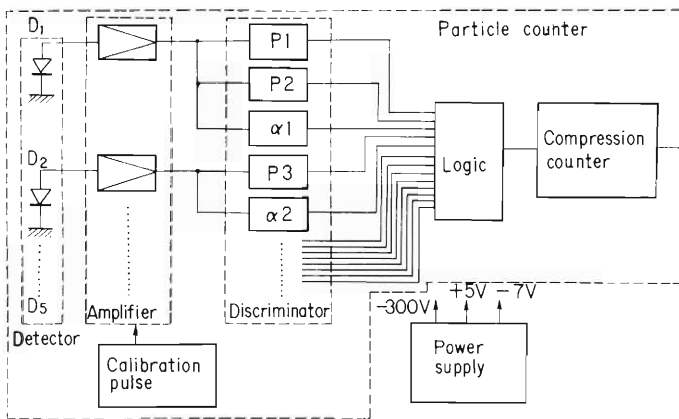 D1
P1
Particle counter
P2
α1
Compression
counter
Logic
D2
P3
α2
D5
Amplifier
Discriminator
Detector
-300V
+5V
-7V
Calibration
pulse
Power
supply